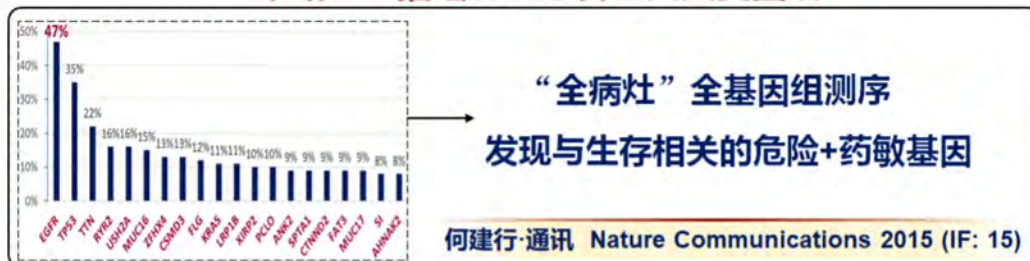 47%
50%
40%
35%
30%
22%
20%
16%
16%
15%
13%
13%
12%
11%
11%
10%
10%
9%
9%
9%
9%
9%
8%
8%
10%
0%
EGFR
TP53
TTN
RYR2
USH2A
MUC16
ZFHX4
CSMD3
FLG
KRAS
LRP1B
XIRP2
PCLO
ANK2
SPTA1
CTNND2
FAT3
MUC17
SI
AHNAK2
“全病灶”全基因组测序
发现与生存相关的危险+药敏基因
何建行·通讯 Nature Communications 2015 (IF: 15)